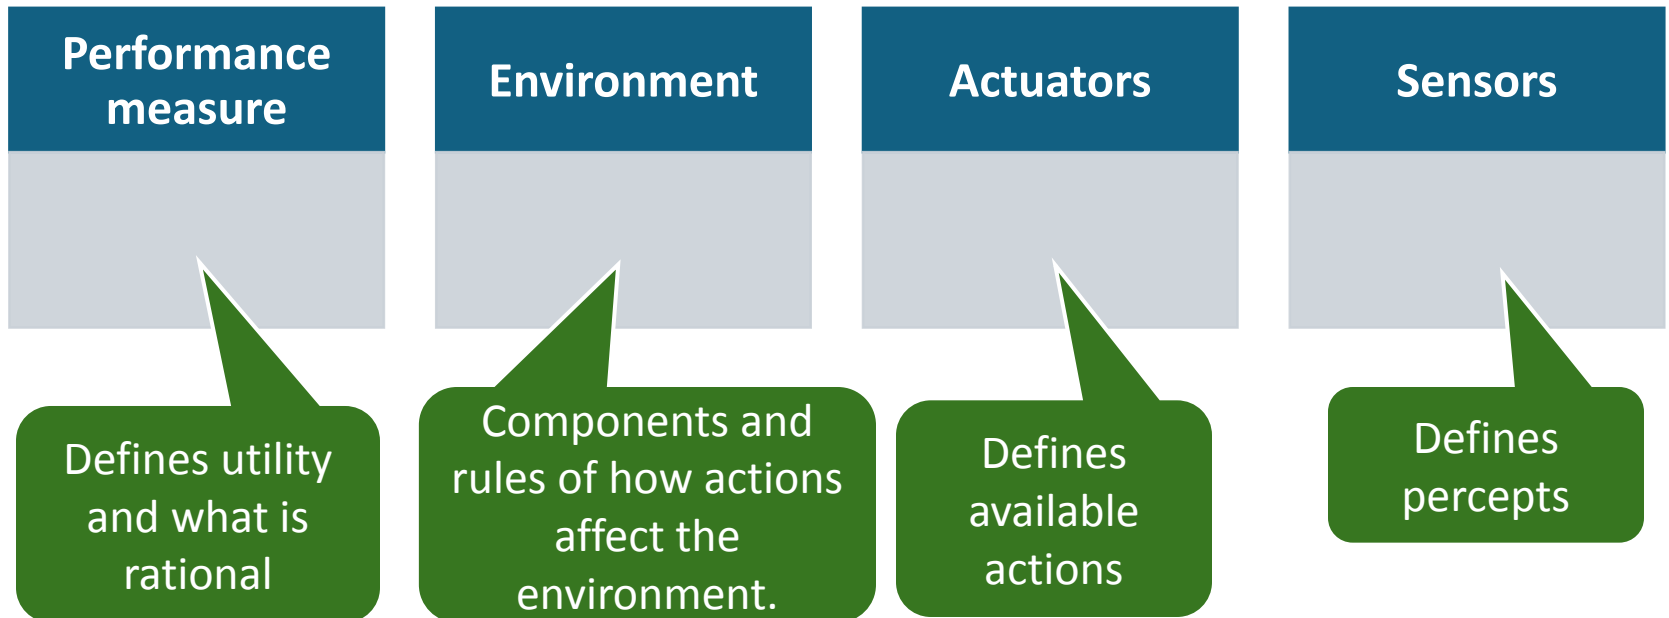 Performance
measure
Environment
Actuators
Sensors
Defines utility
and what is
rational
Components and
rules of how actions
affect the
environment.
Defines
available
actions
Defines
percepts